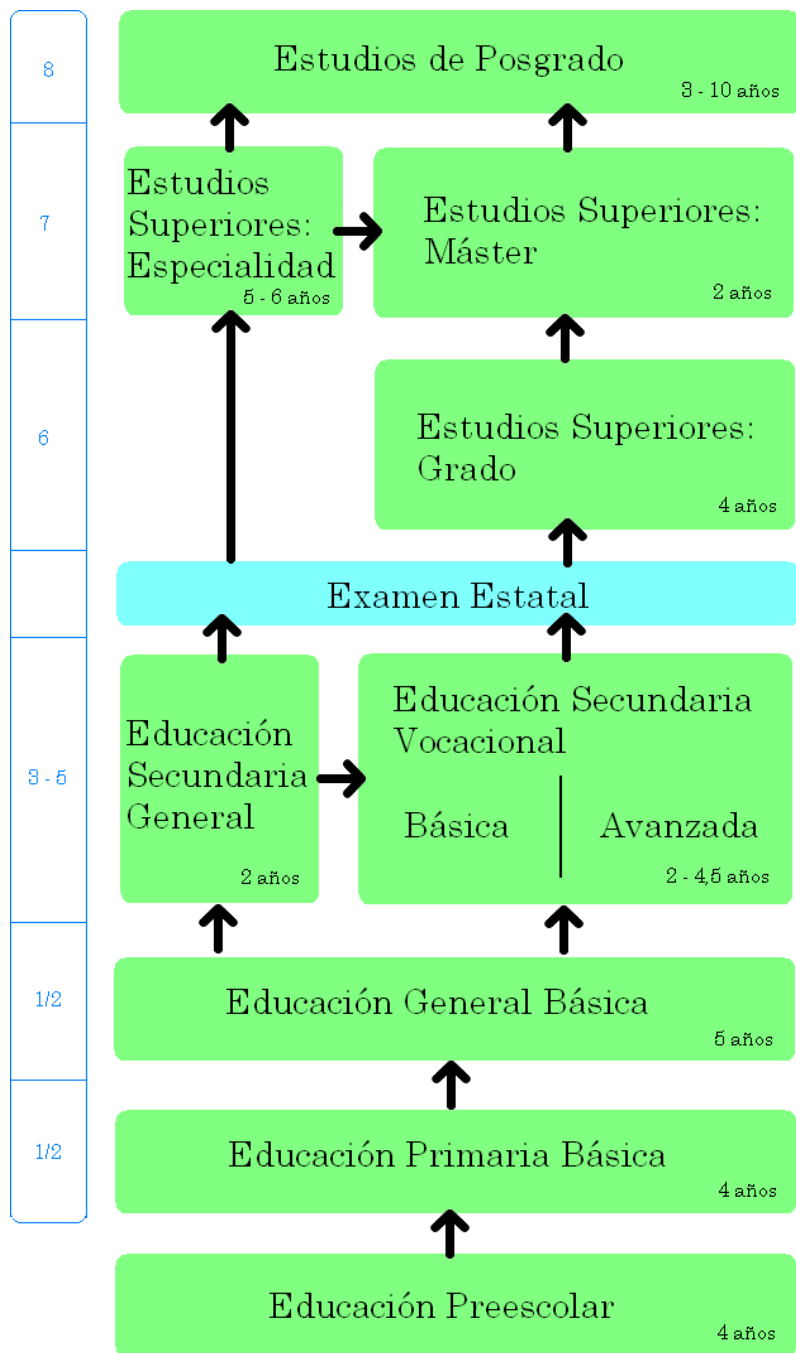 8
Estudios de Posgrado
3 - 10 años
7
Estudios
Superiores:
Especialidad
5 - 6 años
Estudios Superiores:
Máster
2 años
6
Estudios Superiores:
Grado
4 años
Examen Estatal
3 - 5
Educación
Secundaria
General
2 años
Educación Secundaria
Vocacional
Básica
Avanzada
2 - 4,5 años
1/2
Educación General Básica
5 años
1/2
Educación Primaria Básica
4 años
Educación Preescolar
4 años